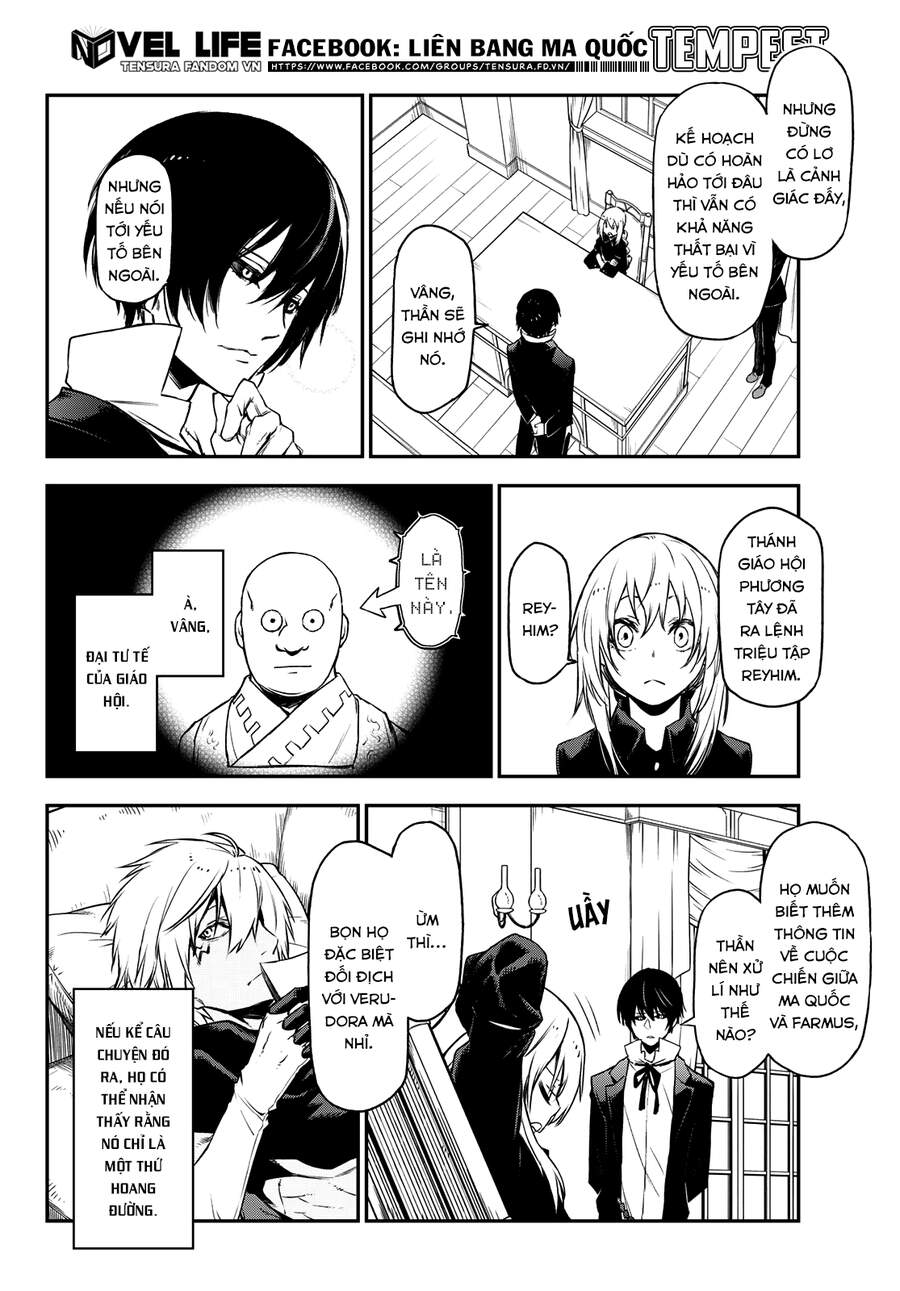 NOVEL LIFE
TENSURA FANDOM VN
FACEBOOK: LIÊN BANG MA QUỐC TEMPEST
HTTPS://WWW.FACEBOOK.COM/GROUPS/TENSURA.FD.VN/
NHƯNG
ĐỪNG
CÓ LƠ
LÀ CẢNH
GIÁC ĐẤY,
KẾ HOẠCH
DÙ CÓ HOÀN
HẢO TỚI ĐÂU
THÌ VẪN CÓ
KHẢ NĂNG
THẤT BẠI VÌ
YẾU TỐ BÊN
NGOÀI.
VÂNG,
THẦN SẼ
GHI NHỚ
NÓ.
NHƯNG
NẾU NÓI
TỚI YẾU
TỐ BÊN
NGOÀI.
THÁNH
GIÁO HỘI
PHƯƠNG
TÂY ĐÃ
RA LỆNH
TRIỆU TẬP
REYHIM.
REY-
HIM?
LÀ
TÊN
NÀY.
À,
VÂNG,
ĐẠI TƯ TẾ
CỦA GIÁO
HỘI.
HỌ MUỐN
BIẾT THÊM
THÔNG TIN
VỀ CUỘC
CHIẾN GIỮA
MA QUỐC
VÀ FARMUS,
THẦN
NÊN XỬ
LÍ NHƯ
THẾ
NÀO?
UẦY
ỪM
THÌ...
BỌN HỌ
ĐẶC BIỆT
ĐỐI ĐỊCH
VỚI VERU-
DORA MÀ
NHỈ.
NẾU KỂ CÂU
CHUYỆN ĐÓ
RA, HỌ CÓ
THỂ NHẬN
THẤY RẰNG
NÓ CHỈ LÀ
MỘT THỨ
HOANG
ĐƯỜNG.